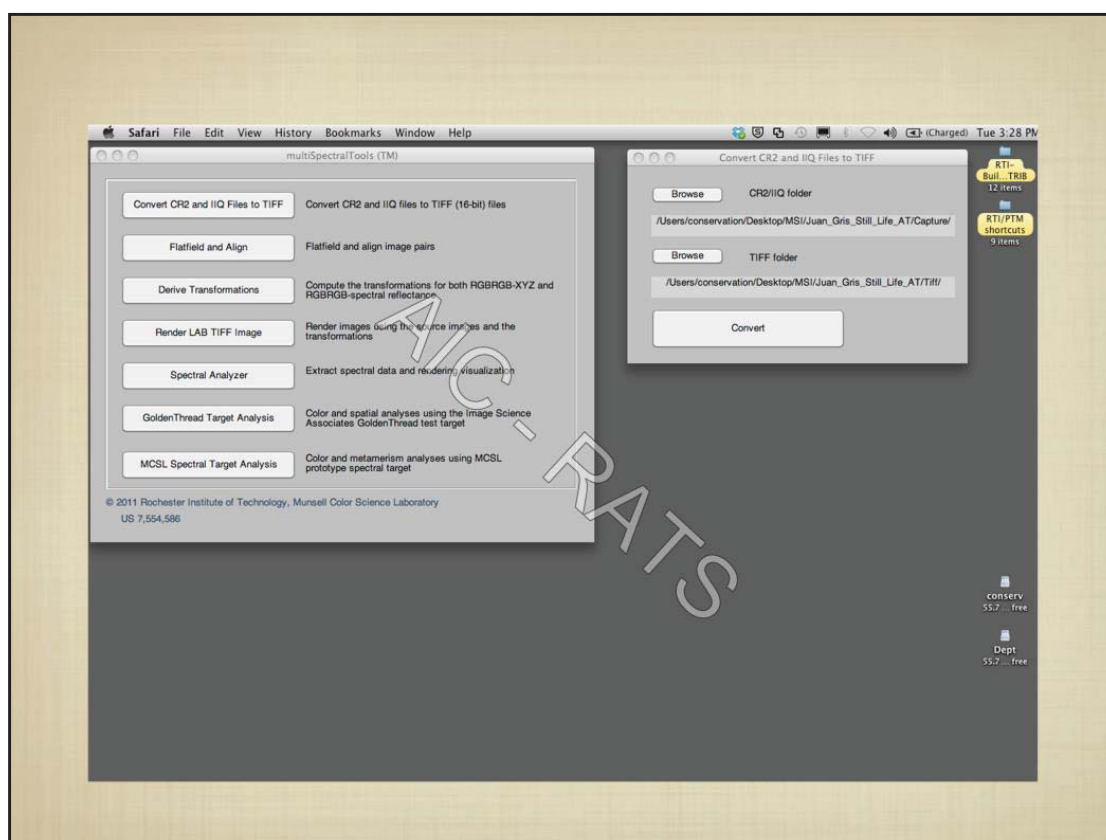 Safari File Edit View History Bookmarks Window Help
(Charged) Tue 3:28 PM
multiSpectralTools (TM)
Convert CR2 and IIQ Files to TIFF Convert CR2 and IIQ files to TIFF (16-bit) files
Flatfield and Align Flatfield and align image pairs
Derive Transformations Compute the transformations for both RGBRGB-XYZ and
RGBRGB-spectral reflectance
Render LAB TIFF Image Render images using the source images and the
transformations
Spectral Analyzer Extract spectral data and rendering visualization
GoldenThread Target Analysis Color and spatial analyses using the Image Science
Associates GoldenThread test target
MCSL Spectral Target Analysis Color and metamerism analyses using MCSL
prototype spectral target
© 2011 Rochester Institute of Technology, Munsell Color Science Laboratory
US 7,554,586
Convert CR2 and IIQ Files to TIFF
Browse CR2/IIQ folder
/Users/conservation/Desktop/MSI/Juan_Gris_Still_Life_AT/Capture/
Browse TIFF folder
/Users/conservation/Desktop/MSI/Juan_Gris_Still_Life_AT/Tiff/
Convert
RTI-
Buil...TRIB
12 items
RTI/PTM
shortcuts
9 items
conserv
55.7 ... free
Dept
55.7 ... free
AIC - RATS